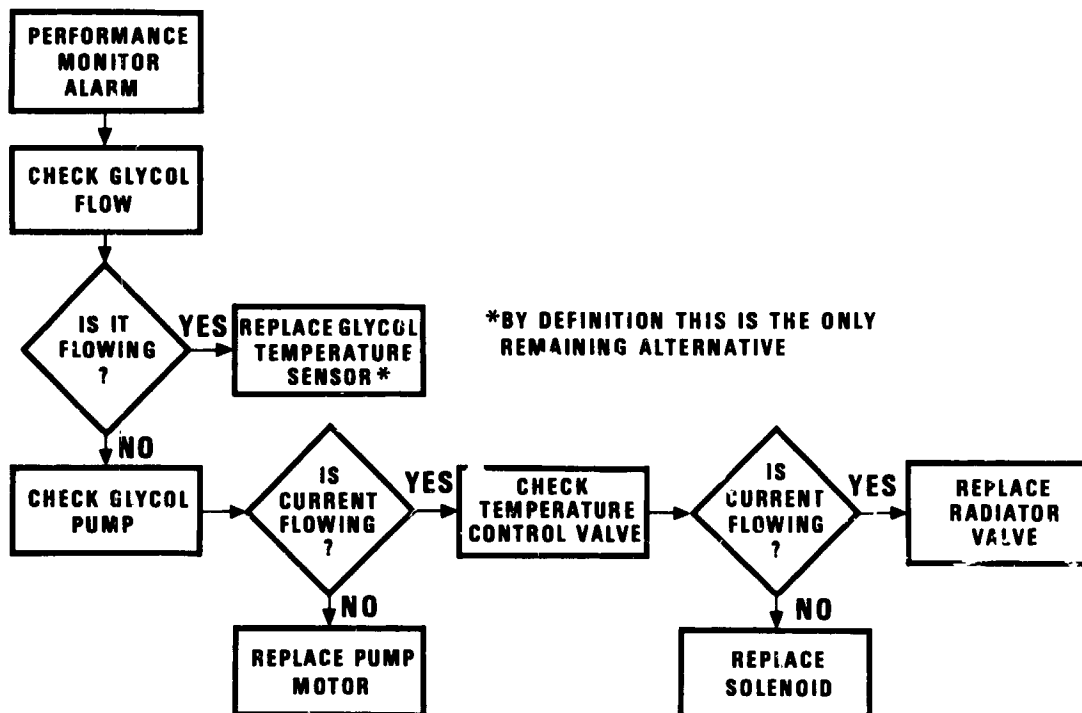 PERFORMANCE
MONITOR
ALARM
CHECK GLYCOL
FLOW
IS IT
FLOWING
?
YES
REPLACE GLYCOL
TEMPERATURE
SENSOR*
*BY DEFINITION THIS IS THE ONLY
REMAINING ALTERNATIVE
NO
CHECK GLYCOL
PUMP
IS
CURRENT
FLOWING
?
YES
CHECK
TEMPERATURE
CONTROL VALVE
IS
CURRENT
FLOWING
?
YES
REPLACE
RADIATOR
VALVE
NO
REPLACE PUMP
MOTOR
NO
REPLACE
SOLENOID